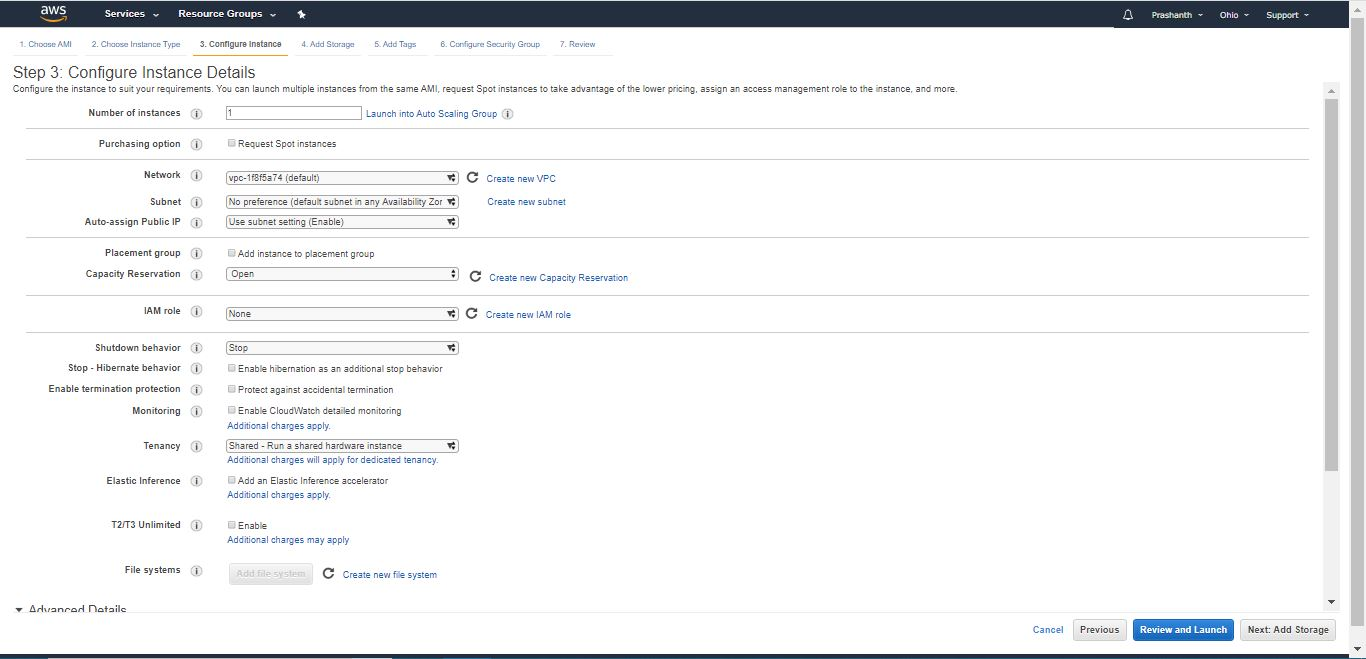 aws Services Resource Groups Prashanth Ohio Support
1. Choose AMI 2. Choose Instance Type 3. Configure Instance 4. Add Storage 5. Add Tags 6. Configure Security Group 7. Review
Step 3: Configure Instance Details
Configure the instance to suit your requirements. You can launch multiple instances from the same AMI, request Spot instances to take advantage of the lower pricing, assign an access management role to the instance, and more.
Number of instances i 1 Launch into Auto Scaling Group i
Purchasing option i Request Spot instances
Network i vpc-1f8f5a74 (default) Create new VPC
Subnet i No preference (default subnet in any Availability Zor Create new subnet
Auto-assign Public IP i Use subnet setting (Enable)
Placement group i Add instance to placement group
Capacity Reservation i Open Create new Capacity Reservation
IAM role i None Create new IAM role
Shutdown behavior i Stop
Stop - Hibernate behavior i Enable hibernation as an additional stop behavior
Enable termination protection i Protect against accidental termination
Monitoring i Enable CloudWatch detailed monitoring
Additional charges apply.
Tenancy i Shared - Run a shared hardware instance
Additional charges will apply for dedicated tenancy.
Elastic Inference i Add an Elastic Inference accelerator
Additional charges apply.
T2/T3 Unlimited i Enable
Additional charges may apply
File systems i Add file system Create new file system
Advanced Details
Cancel Previous Review and Launch Next: Add Storage